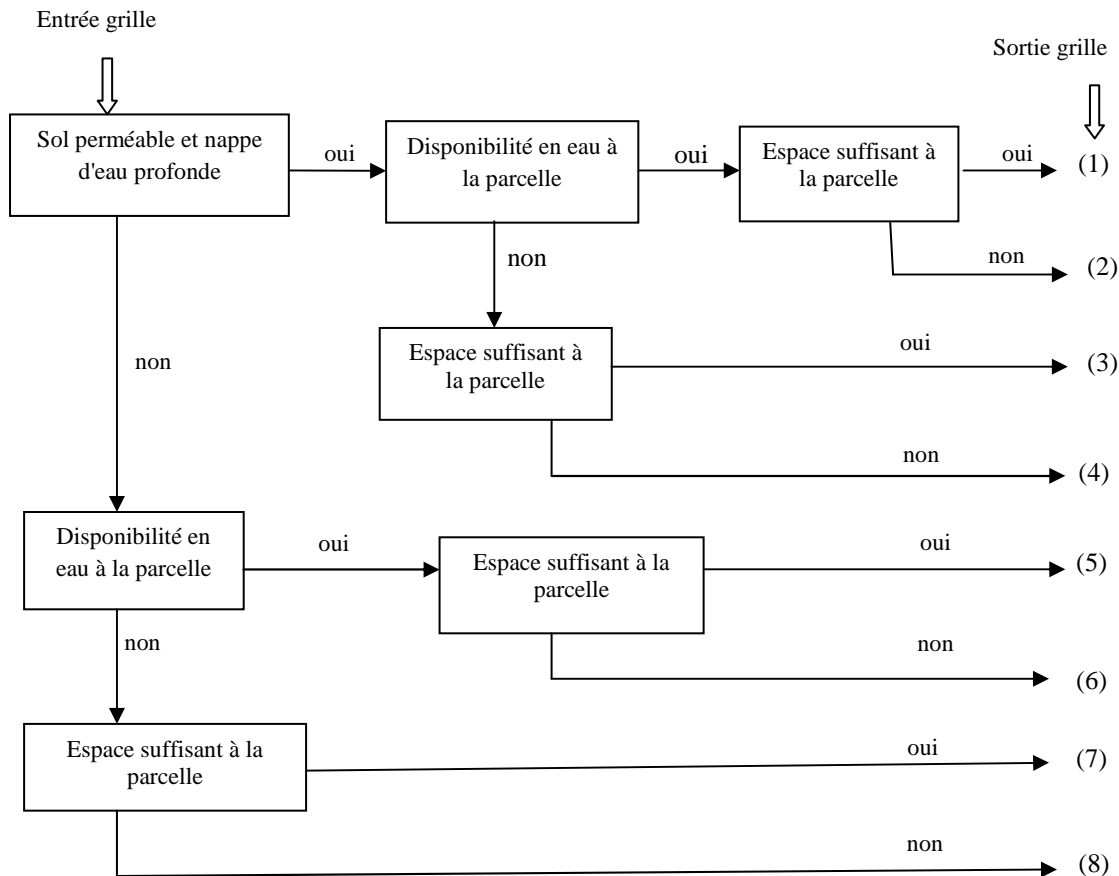 Entrée grille
Sortie grille
Sol perméable et nappe
d'eau profonde
oui
Disponibilité en eau à
la parcelle
oui
Espace suffisant à
la parcelle
oui
(1)
non
(2)
non
non
Espace suffisant à
la parcelle
oui
(3)
non
(4)
Disponibilité en
eau à la parcelle
oui
Espace suffisant à la
parcelle
oui
(5)
non
non
(6)
Espace suffisant à la
parcelle
oui
(7)
non
(8)